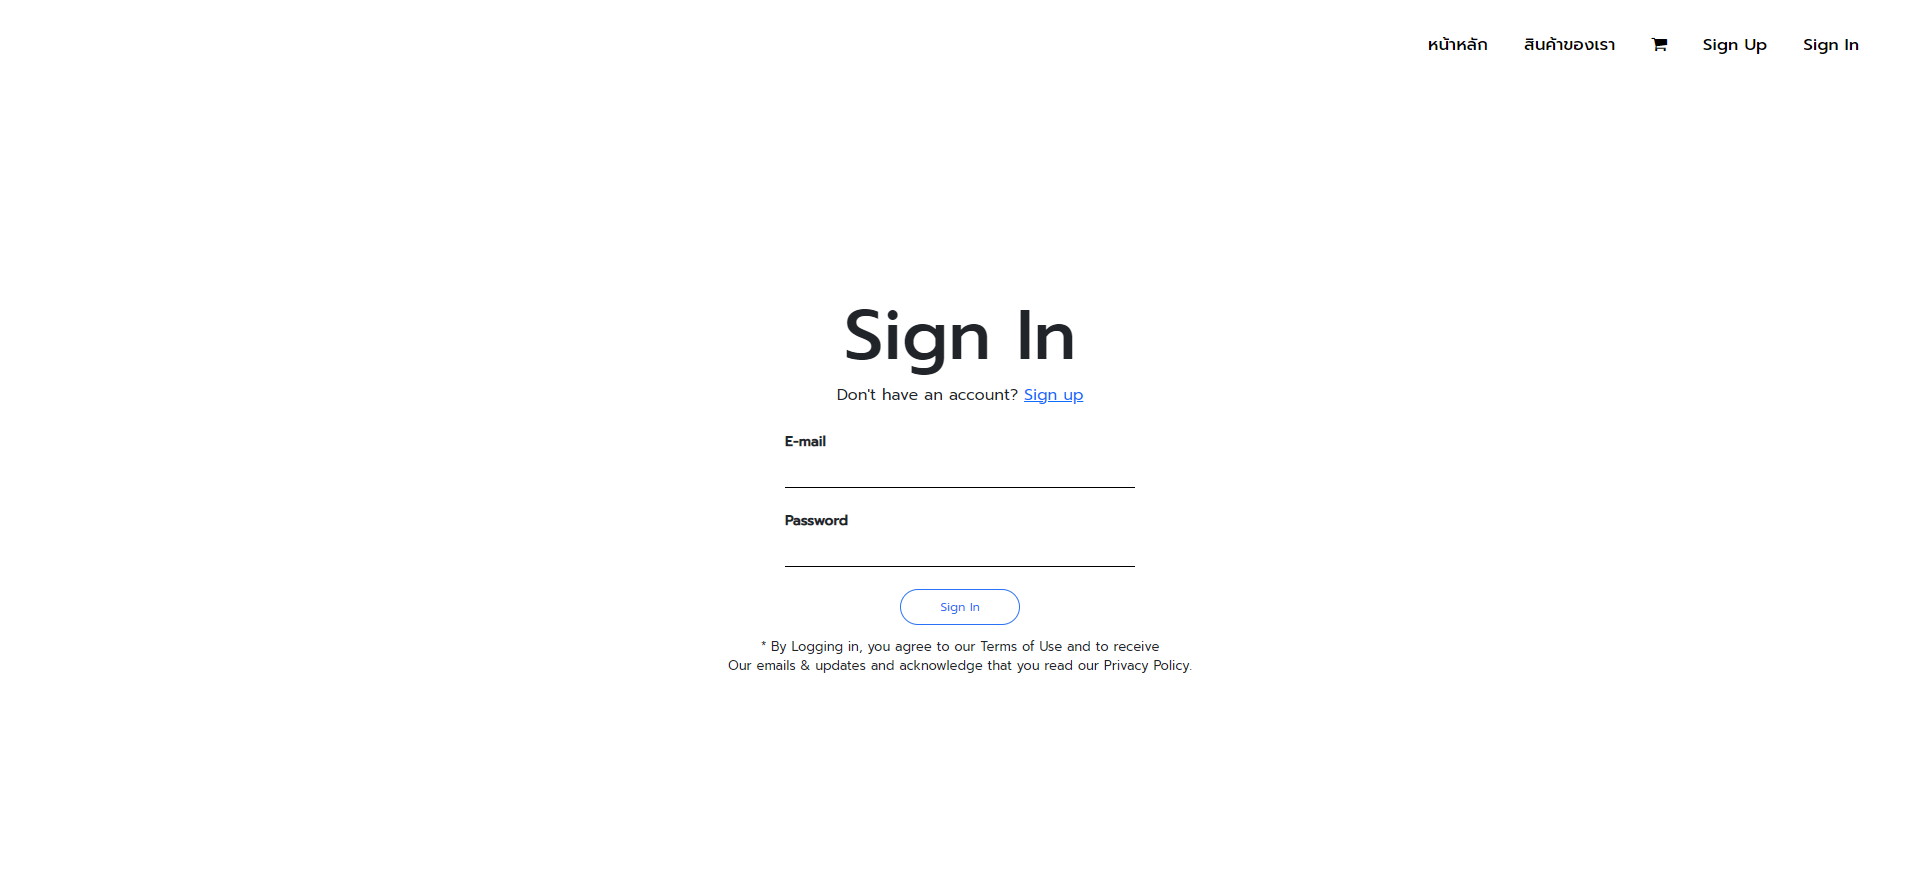 หน้าหลัก สินค้าของเรา Sign Up Sign In
Sign In
Don't have an account? Sign up
E-mail
Password
Sign In
* By Logging in, you agree to our Terms of Use and to receive
Our emails & updates and acknowledge that you read our Privacy Policy.